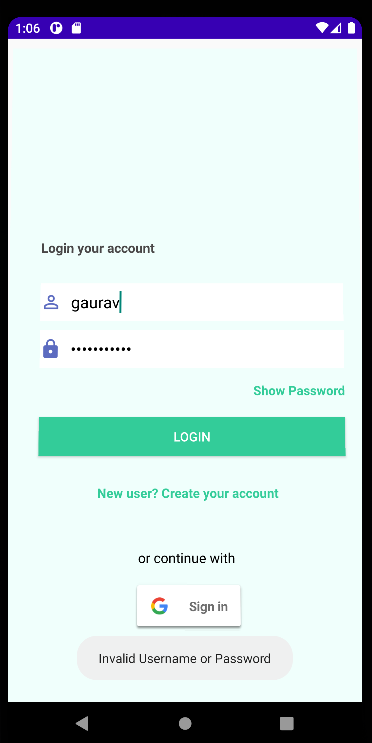 1:06
Login your account
gaurav
•••••••••••
Show Password
LOGIN
New user? Create your account
or continue with
Sign in
Invalid Username or Password